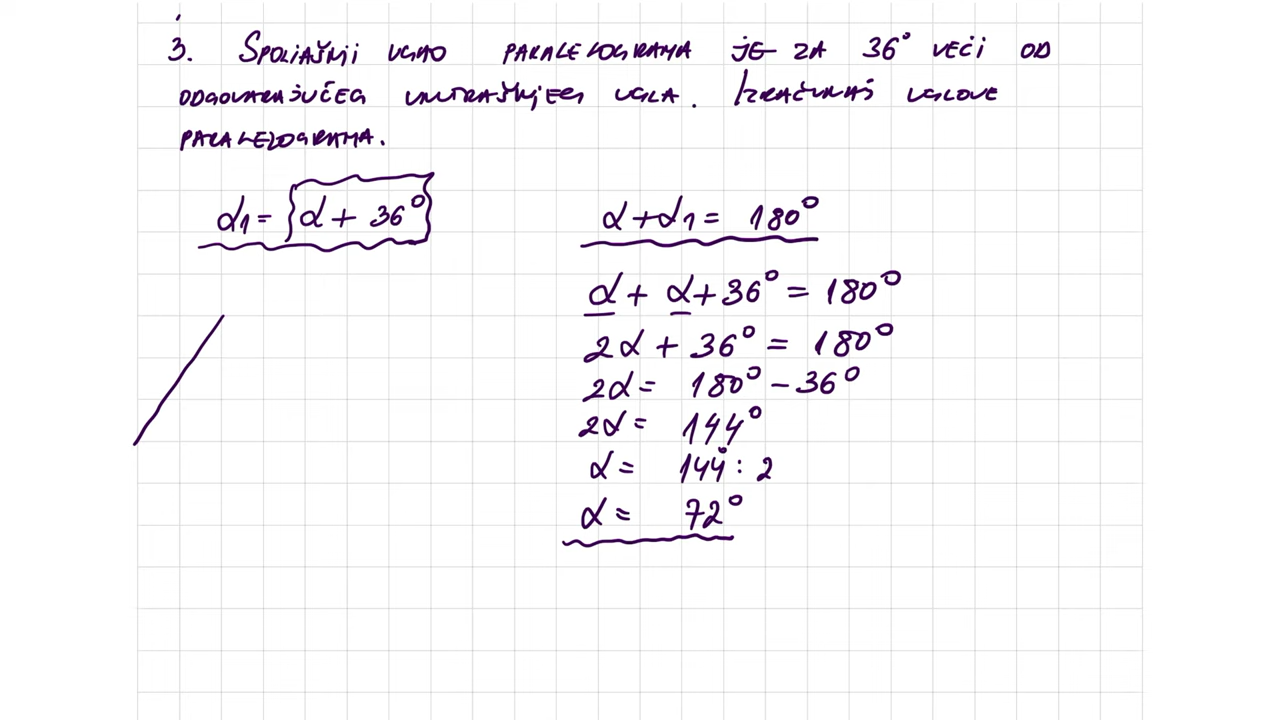 3. SPOLJAŠNJI UGAO PARALELOGRAMA JE ZA 36° VEĆI OD
ODGOVARAJUĆEG UNUTRAŠNJEG UGLA. IZRAČUNAJ UGLOVE
PARALELOGRAMA.
α1 = α + 36°
α + α1 = 180°
α + α + 36° = 180°
2α + 36° = 180°
2α = 180° - 36°
2α = 144°
α = 144° : 2
α = 72°